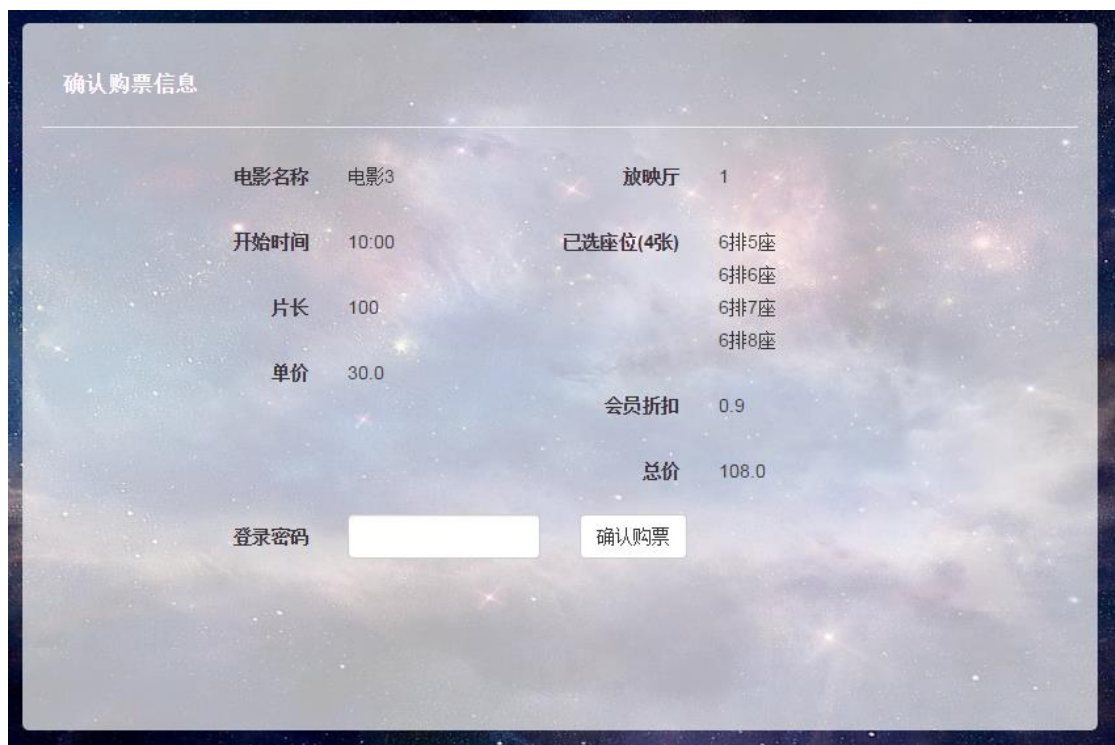 确认购票信息
电影名称 电影3 放映厅 1
开始时间 10:00 已选座位(4张) 6排5座
6排6座
片长 100 6排7座
6排8座
单价 30.0
会员折扣 0.9
总价 108.0
登录密码 确认购票